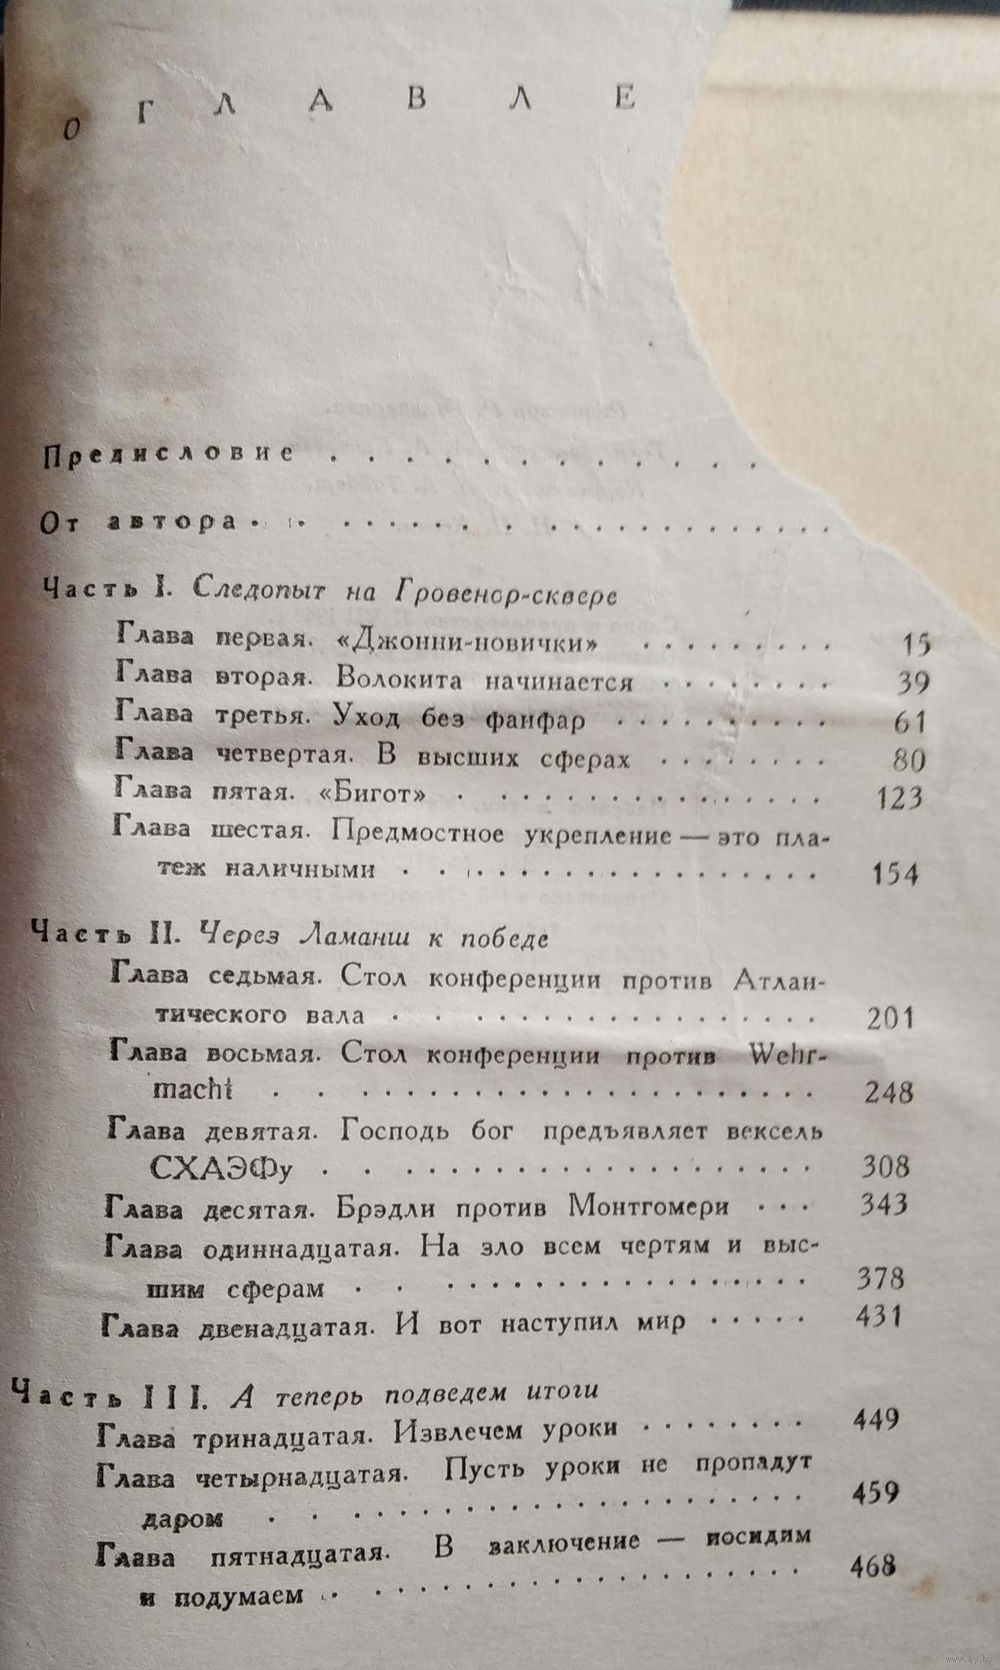 О Г Л А В Л Е
Предисловие . . . . . . . . . . . .
От автора . . . . . . . . . . . . . . . .
Часть I. Следопыт на Гровенор-сквере
Глава первая. «Джонни-новички» . . . . . . . . . 15
Глава вторая. Волокита начинается . . . . . . . . 39
Глава третья. Уход без фанфар . . . . . . . . . . 61
Глава четвертая. В высших сферах . . . . . . . . 80
Глава пятая. «Бигот» . . . . . . . . . . . . . . . 123
Глава шестая. Предмостное укрепление — это пла-
теж наличными . . . . . . . . . . . . . . . . . 154
Часть II. Через Ламанш к победе
Глава седьмая. Стол конференции против Атлан-
тического вала . . . . . . . . . . . . . . . . . 201
Глава восьмая. Стол конференции против Wehr-
macht . . . . . . . . . . . . . . . . . . . . . 248
Глава девятая. Господь бог предъявляет вексель
СХАЭФу . . . . . . . . . . . . . . . . . . . . 308
Глава десятая. Брэдли против Монтгомери . . . 343
Глава одиннадцатая. На зло всем чертям и выс-
шим сферам . . . . . . . . . . . . . . . . . . 378
Глава двенадцатая. И вот наступил мир . . . . . 431
Часть III. А теперь подведем итоги
Глава тринадцатая. Извлечем уроки . . . . . . . . 449
Глава четырнадцатая. Пусть уроки не пропадут
даром . . . . . . . . . . . . . . . . . . . . . 459
Глава пятнадцатая. В заключение — посидим
и подумаем . . . . . . . . . . . . . . . . . . . 468
www.ay.by